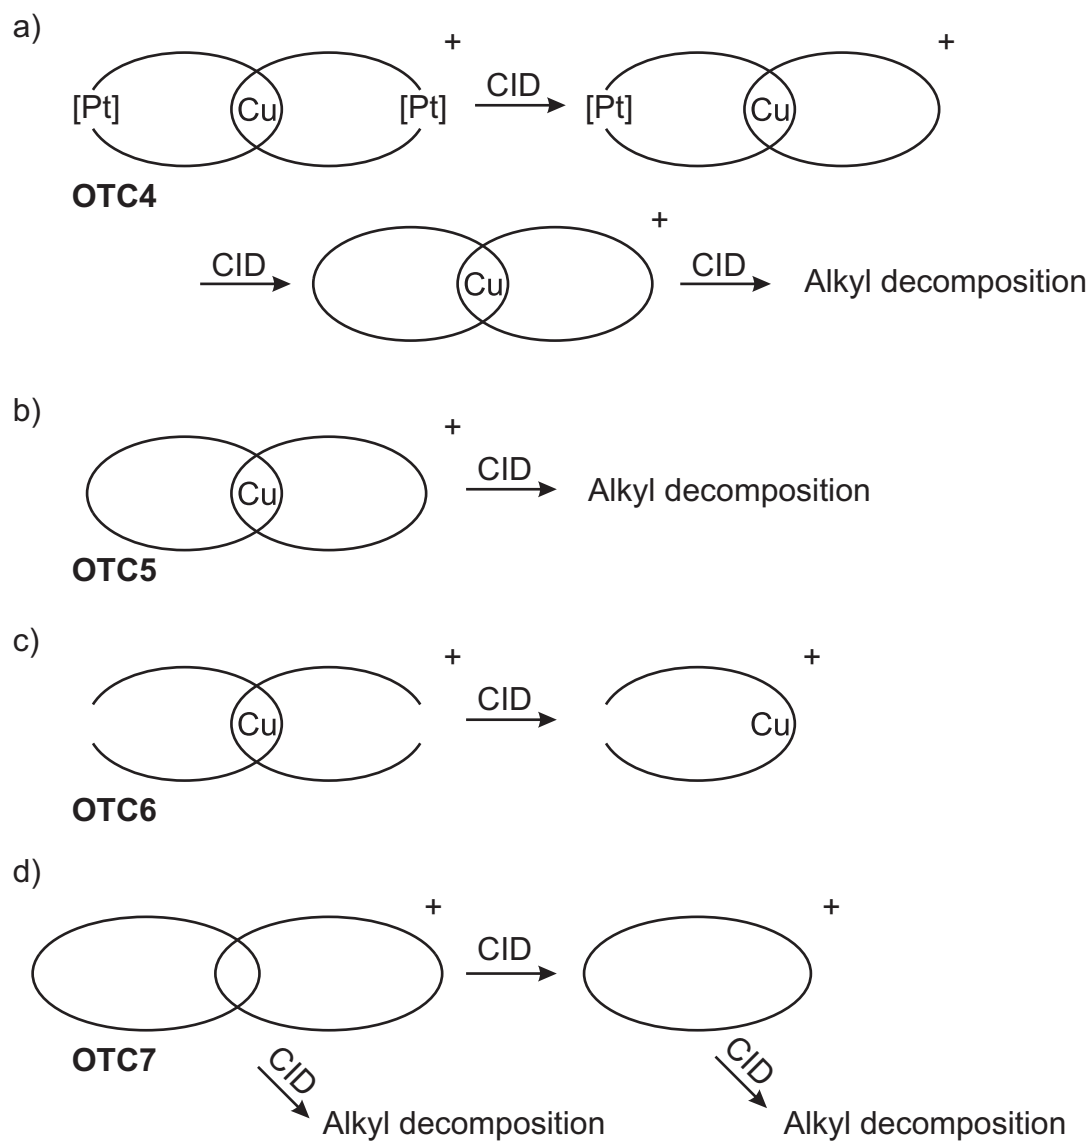 a)
+ +
[Pt] Cu [Pt] CID [Pt] Cu
OTC4
+
CID Cu CID Alkyl decomposition
b)
+
Cu CID Alkyl decomposition
OTC5
c)
+ +
Cu CID Cu
OTC6
d)
+ +
CID
OTC7 CID CID
Alkyl decomposition Alkyl decomposition